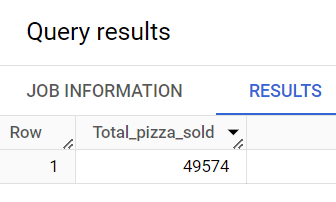 Query results
JOB INFORMATION RESULTS
Row Total_pizza_sold
1 49574